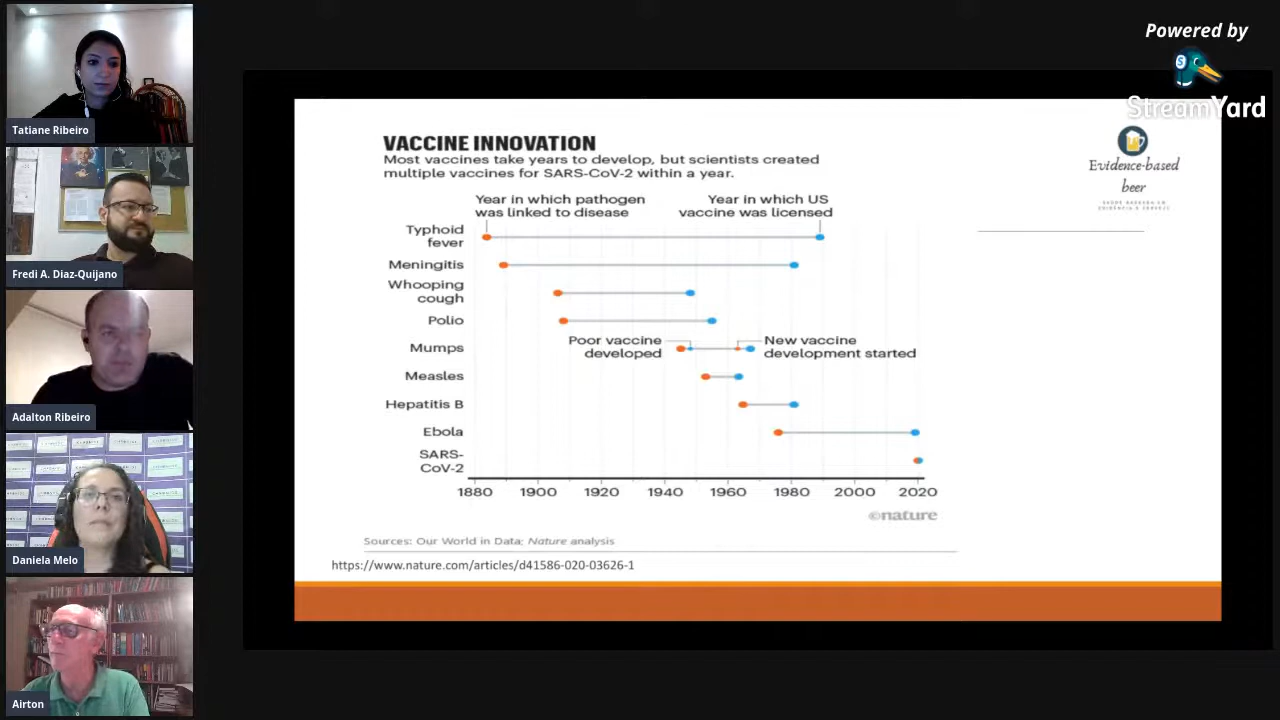 Powered by
StreamYard
Tatiane Ribeiro
Fredi A. Diaz-Quijano
Adalton Ribeiro
Daniela Melo
Airton
VACCINE INNOVATION
Most vaccines take years to develop, but scientists created
multiple vaccines for SARS-CoV-2 within a year.
Evidence-based
beer
SAÚDE BASEADA EM
EVIDÊNCIA & CERVEJA
Year in which pathogen
was linked to disease
Year in which US
vaccine was licensed
Typhoid
fever
Meningitis
Whooping
cough
Polio
Mumps
Poor vaccine
developed
New vaccine
development started
Measles
Hepatitis B
Ebola
SARS-
CoV-2
1880 1900 1920 1940 1960 1980 2000 2020
©nature
Sources: Our World in Data; Nature analysis
https://www.nature.com/articles/d41586-020-03626-1